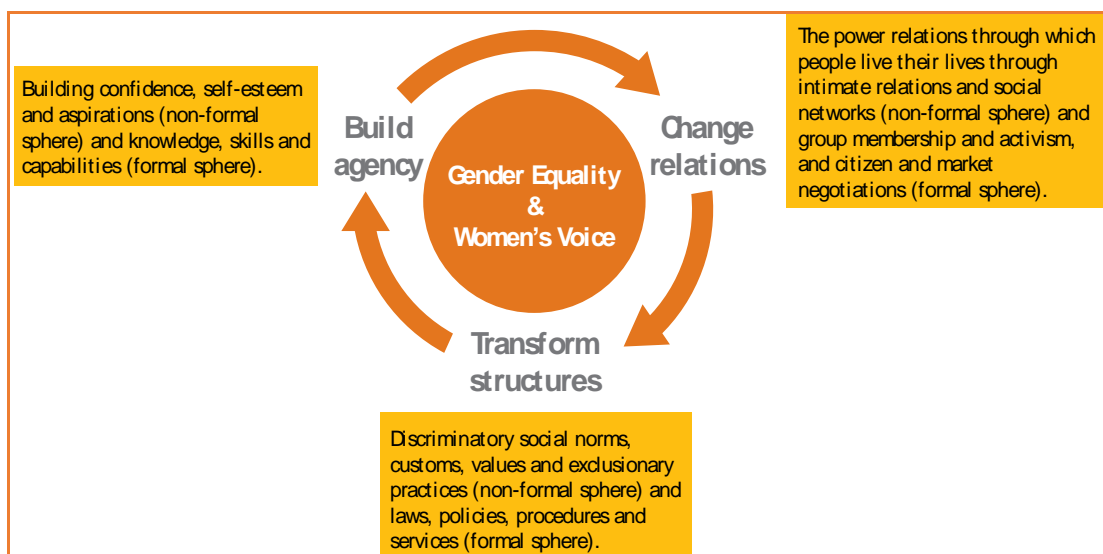 Building confidence, self-esteem
and aspirations (non-formal
sphere) and knowledge, skills and
capabilities (formal sphere).
Build
agency
Gender Equality
&
Women's Voice
Change
relations
The power relations through which
people live their lives through
intimate relations and social
networks (non-formal sphere) and
group membership and activism,
and citizen and market
negotiations (formal sphere).
Transform
structures
Discriminatory social norms,
customs, values and exclusionary
practices (non-formal sphere) and
laws, policies, procedures and
services (formal sphere).